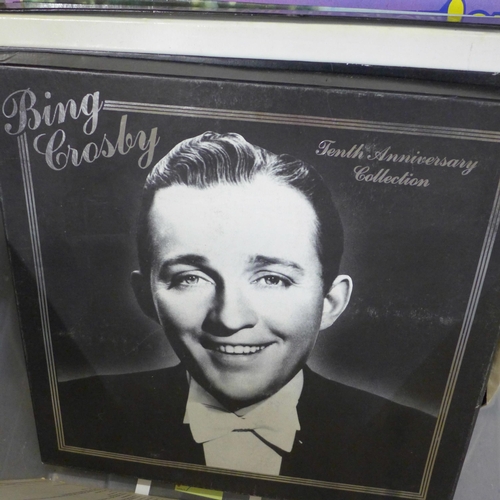 Bing
Crosby
Tenth Anniversary
Collection